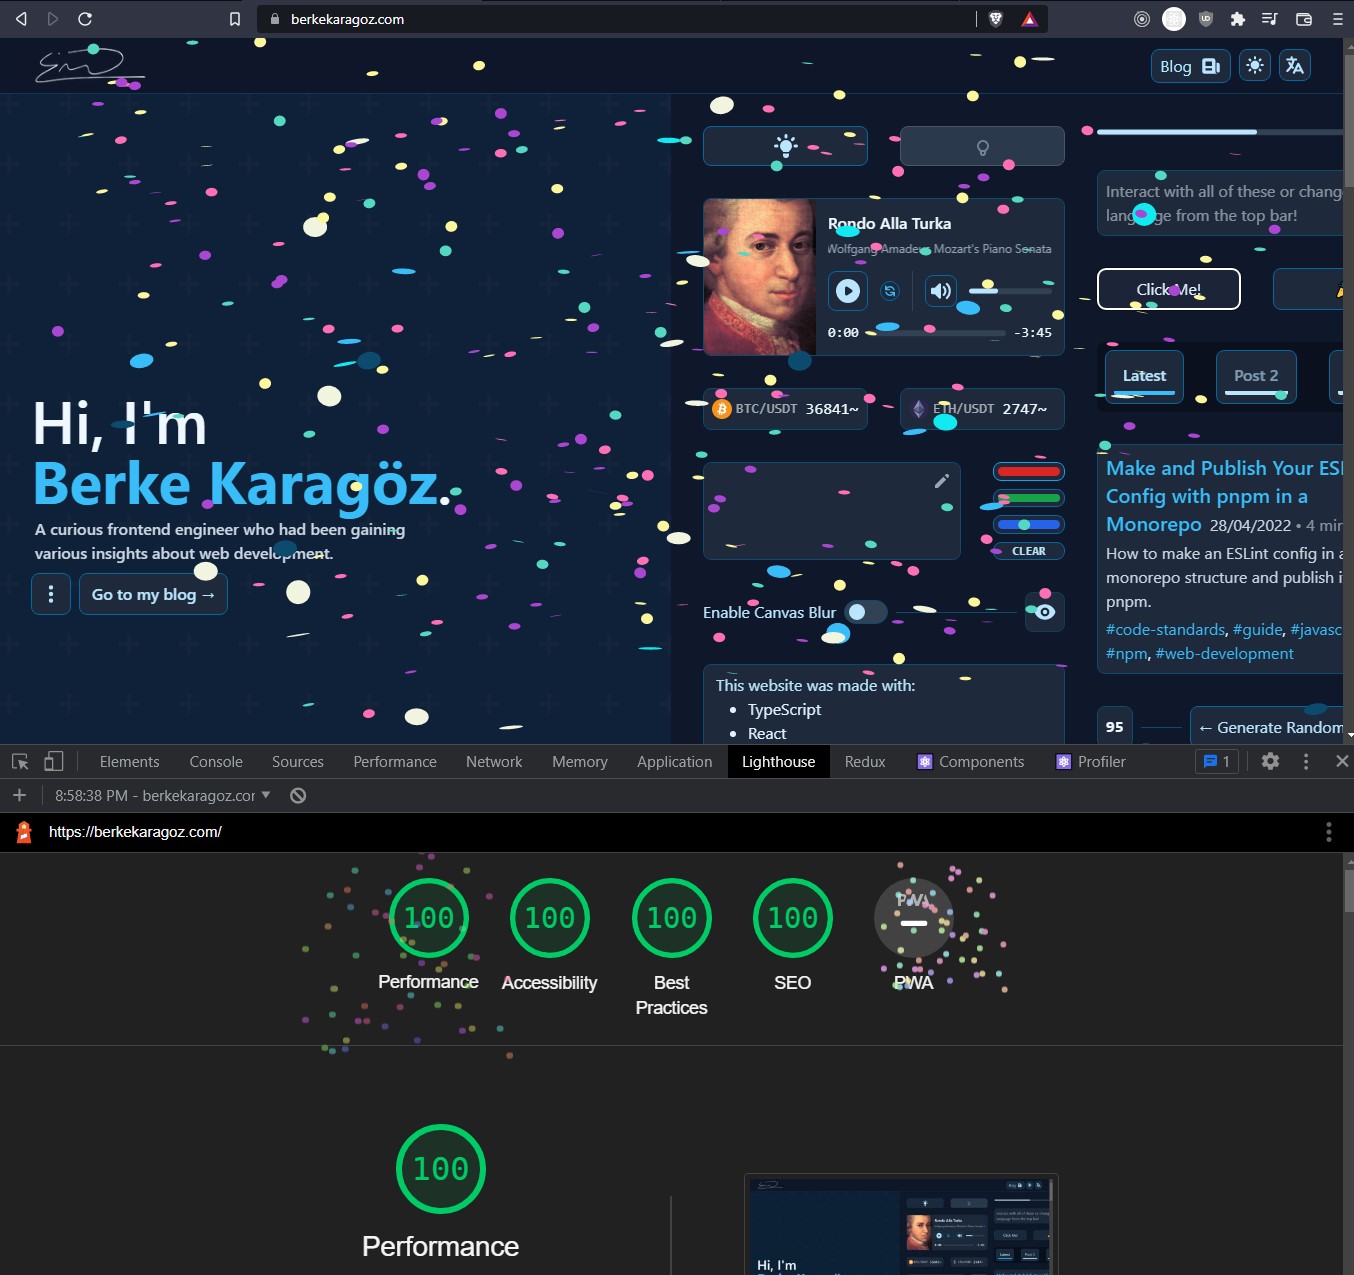 berkekaragoz.com
Blog
Hi, I'm
Berke Karagöz.
A curious frontend engineer who had been gaining
various insights about web development.
Go to my blog →
Rondo Alla Turka
Wolfgang Amadeus Mozart's Piano Sonata
0:00
-3:45
BTC/USDT 36841~
ETH/USDT 2747~
CLEAR
Enable Canvas Blur
This website was made with:
• TypeScript
• React
Interact with all of these or change
language from the top bar!
Click Me!
Latest
Post 2
Make and Publish Your ESL
Config with pnpm in a
Monorepo 28/04/2022 • 4 min
How to make an ESLint config in a
monorepo structure and publish i
pnpm.
#code-standards, #guide, #javasc
#npm, #web-development
95
← Generate Random
Elements
Console
Sources
Performance
Network
Memory
Application
Lighthouse
Redux
Components
Profiler
1
8:58:38 PM - berkekaragoz.cor
https://berkekaragoz.com/
100
Performance
100
Accessibility
100
Best
Practices
100
SEO
PWA
PWA
100
Performance
Hi, I'm